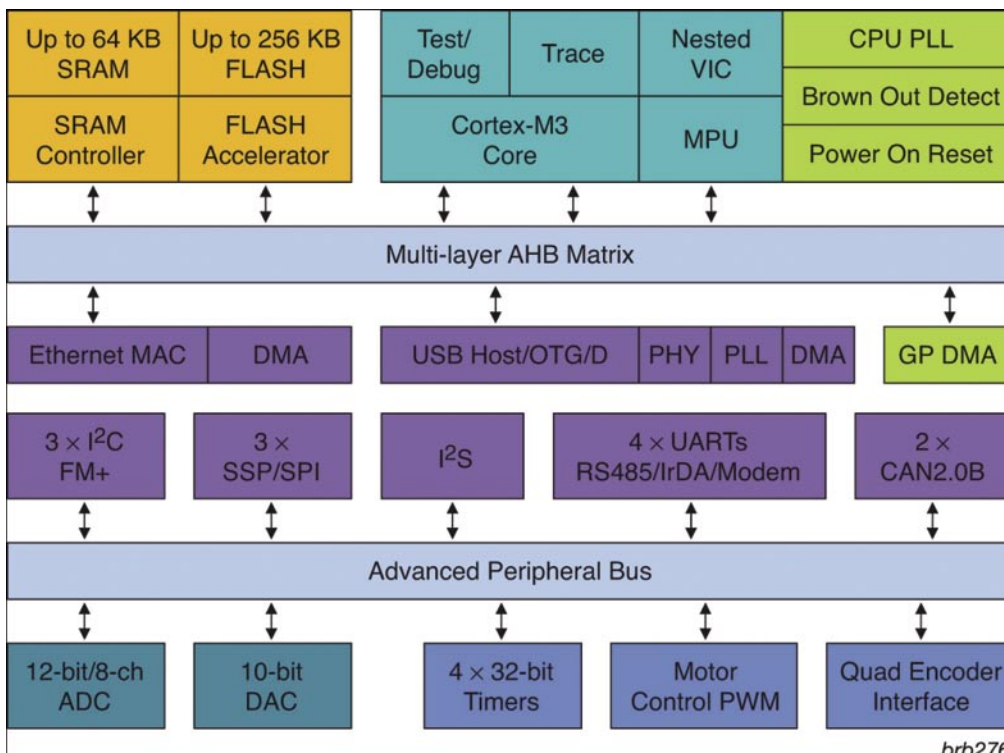 Up to 64 KB
SRAM
Up to 256 KB
FLASH
Test/
Debug
Trace
Nested
VIC
CPU PLL
Brown Out Detect
Power On Reset
SRAM
Controller
FLASH
Accelerator
Cortex-M3
Core
MPU
Multi-layer AHB Matrix
Ethernet MAC
DMA
USB Host/OTG/D
PHY
PLL
DMA
GP DMA
3 × I²C
FM+
3 ×
SSP/SPI
I²S
4 × UARTs
RS485/IrDA/Modem
2 ×
CAN2.0B
Advanced Peripheral Bus
12-bit/8-ch
ADC
10-bit
DAC
4 × 32-bit
Timers
Motor
Control PWM
Quad Encoder
Interface